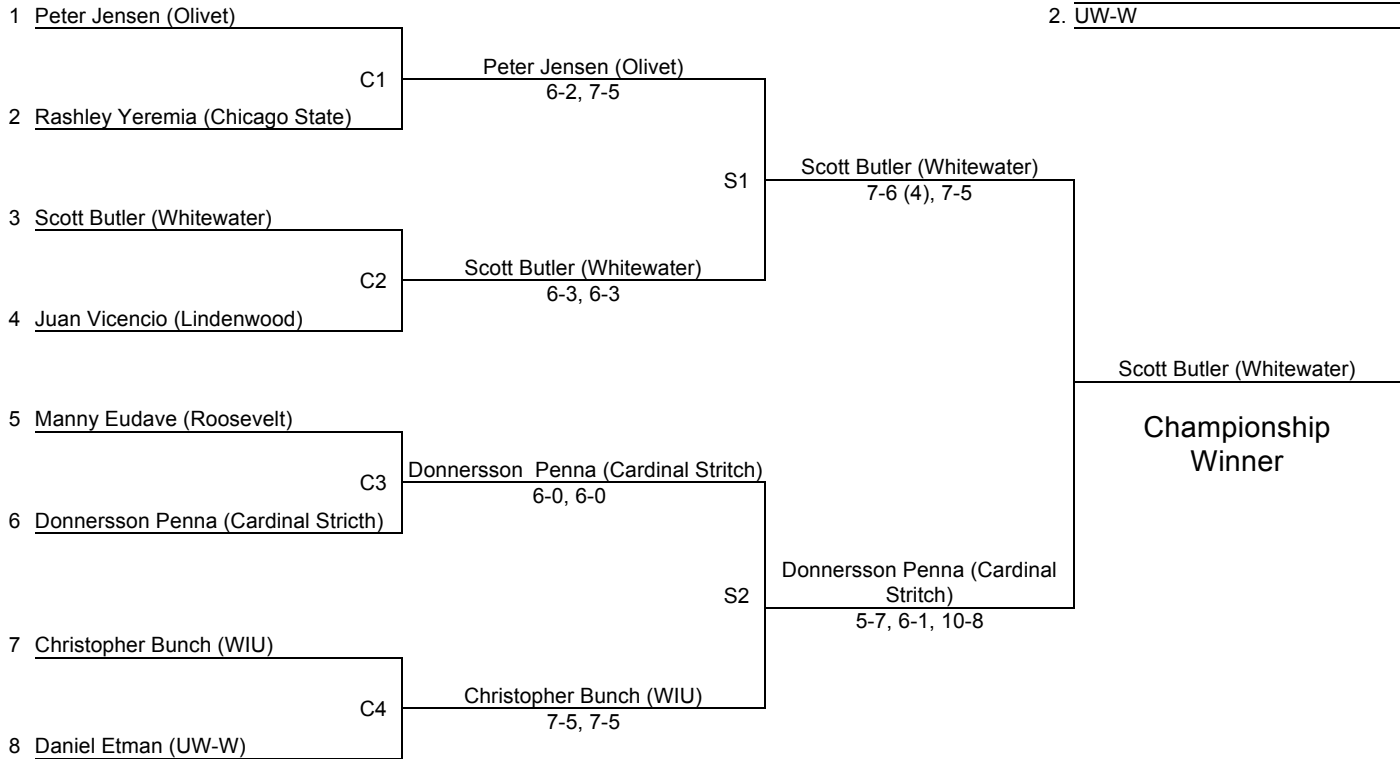 1 Peter Jensen (Olivet)
2. UW-W
C1
Peter Jensen (Olivet)
6-2, 7-5
2 Rashley Yeremia (Chicago State)
S1
Scott Butler (Whitewater)
7-6 (4), 7-5
3 Scott Butler (Whitewater)
C2
Scott Butler (Whitewater)
6-3, 6-3
4 Juan Vicencio (Lindenwood)
Scott Butler (Whitewater)
Championship
Winner
5 Manny Eudave (Roosevelt)
C3
Donnersson Penna (Cardinal Stritch)
6-0, 6-0
6 Donnersson Penna (Cardinal Stricth)
S2
Donnersson Penna (Cardinal
Stritch)
5-7, 6-1, 10-8
7 Christopher Bunch (WIU)
C4
Christopher Bunch (WIU)
7-5, 7-5
8 Daniel Etman (UW-W)